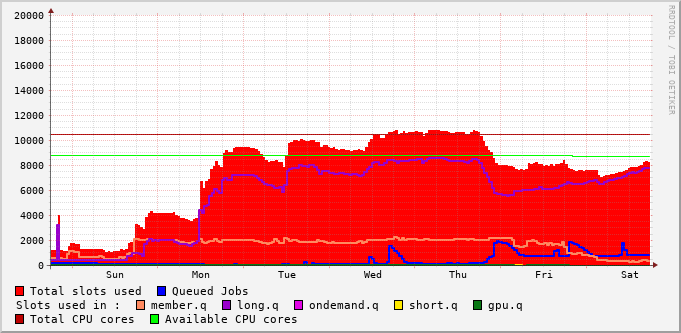 20000
18000
16000
14000
12000
10000
8000
6000
4000
2000
0
Sun Mon Tue Wed Thu Fri Sat
RRDTOOL / TOBI OETIKER
Total slots used Queued Jobs
Slots used in : member.q long.q ondemand.q short.q gpu.q
Total CPU cores Available CPU cores